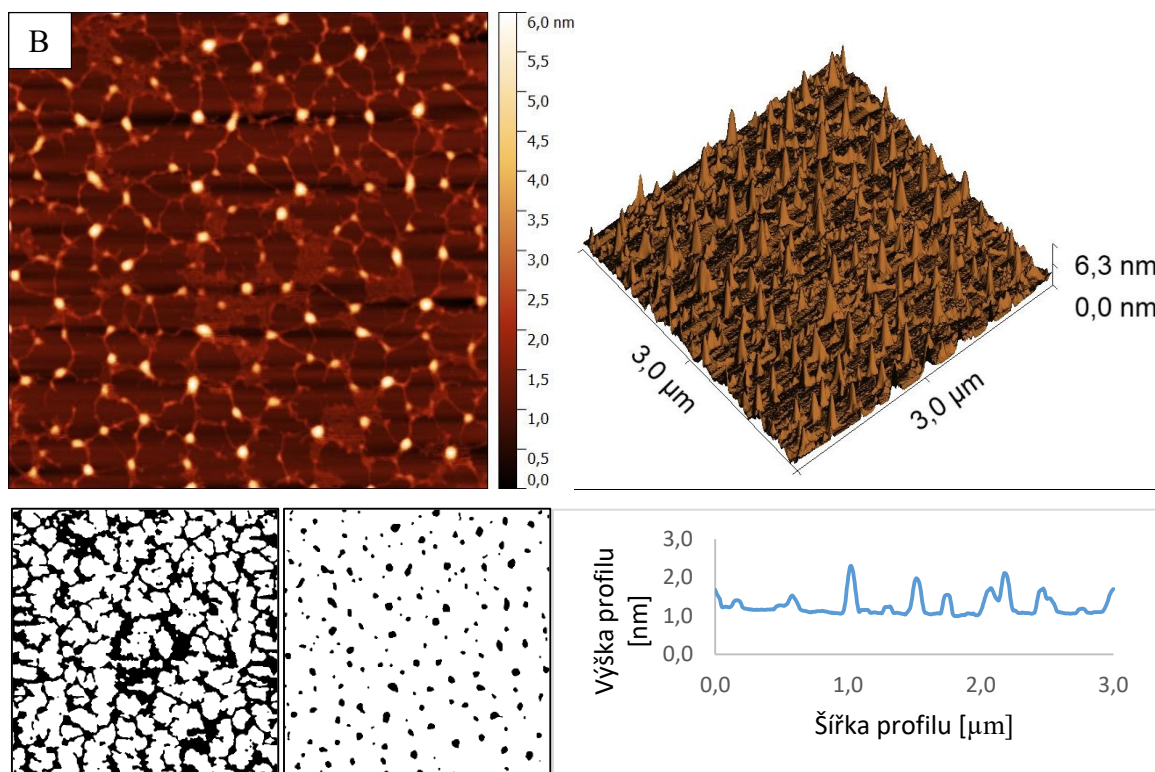 B
6,0 nm
5,5
5,0
4,5
4,0
3,5
3,0
2,5
2,0
1,5
1,0
0,5
0,0
6,3 nm
0,0 nm
3,0 µm
3,0 µm
Výška profilu
[nm]
3,0
2,0
1,0
0,0
0,0
1,0
2,0
3,0
Šířka profilu [µm]